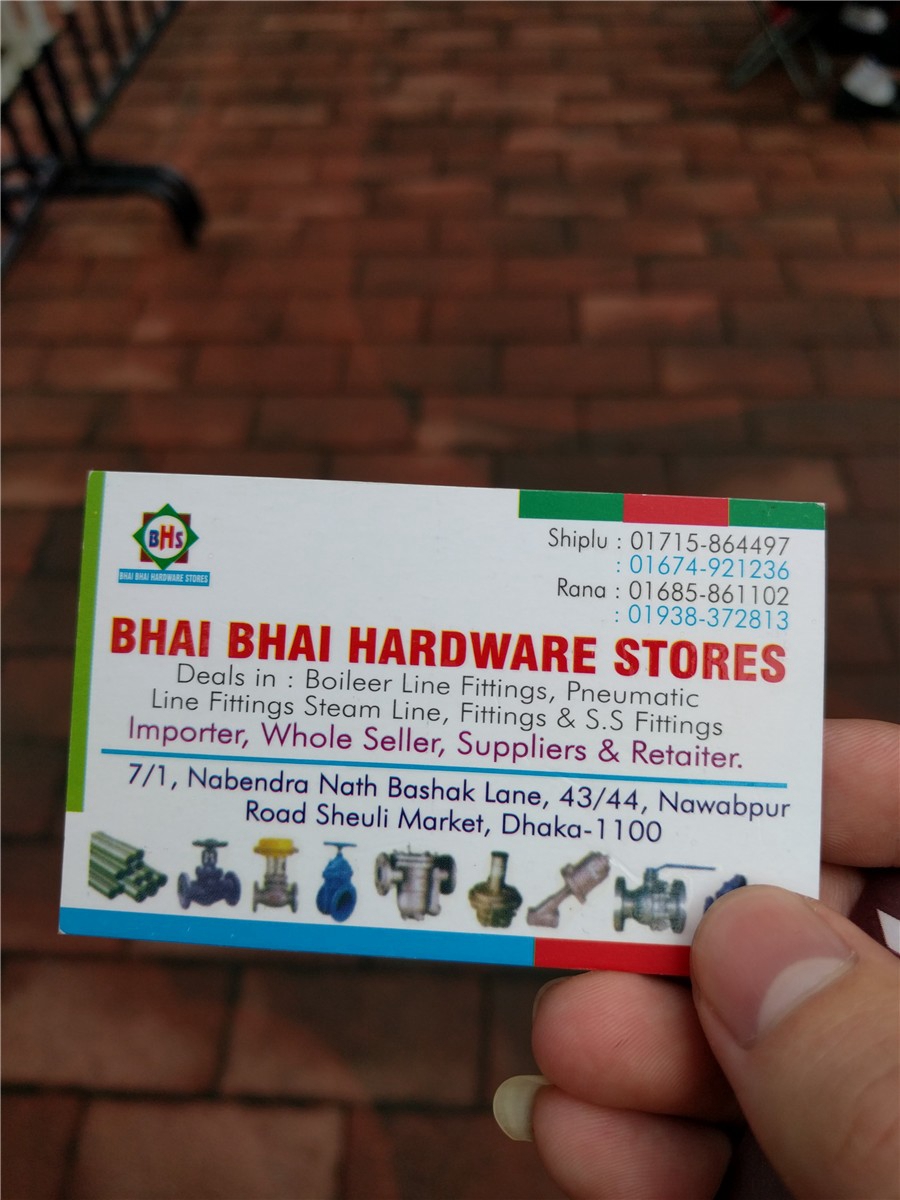 BHS
BHAI BHAI HARDWARE STORES
Shiplu : 01715-864497
: 01674-921236
Rana : 01685-861102
: 01938-372813
BHAI BHAI HARDWARE STORES
Deals in : Boileer Line Fittings, Pneumatic
Line Fittings Steam Line, Fittings & S.S Fittings
Importer, Whole Seller, Suppliers & Retaiter.
7/1, Nabendra Nath Bashak Lane, 43/44, Nawabpur
Road Sheuli Market, Dhaka-1100